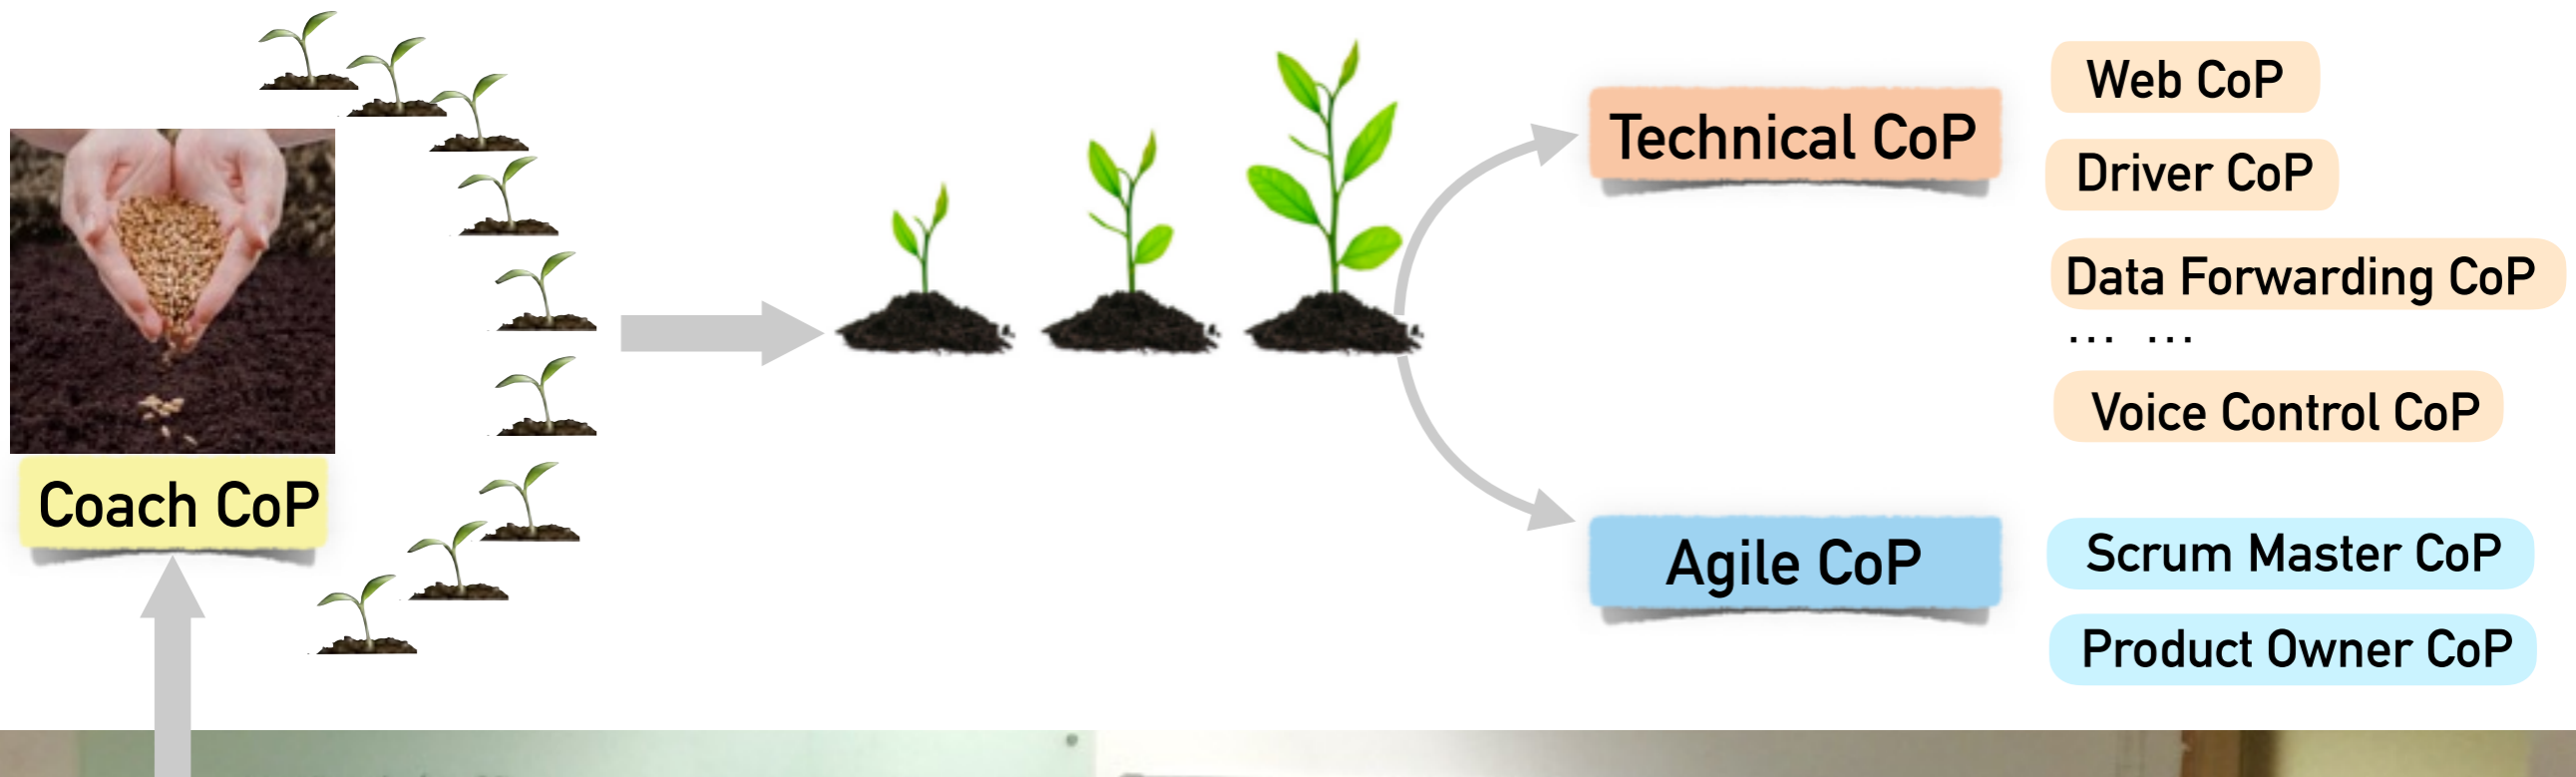 Coach CoP
Technical CoP
Web CoP
Driver CoP
Data Forwarding CoP
... ...
Voice Control CoP
Agile CoP
Scrum Master CoP
Product Owner CoP